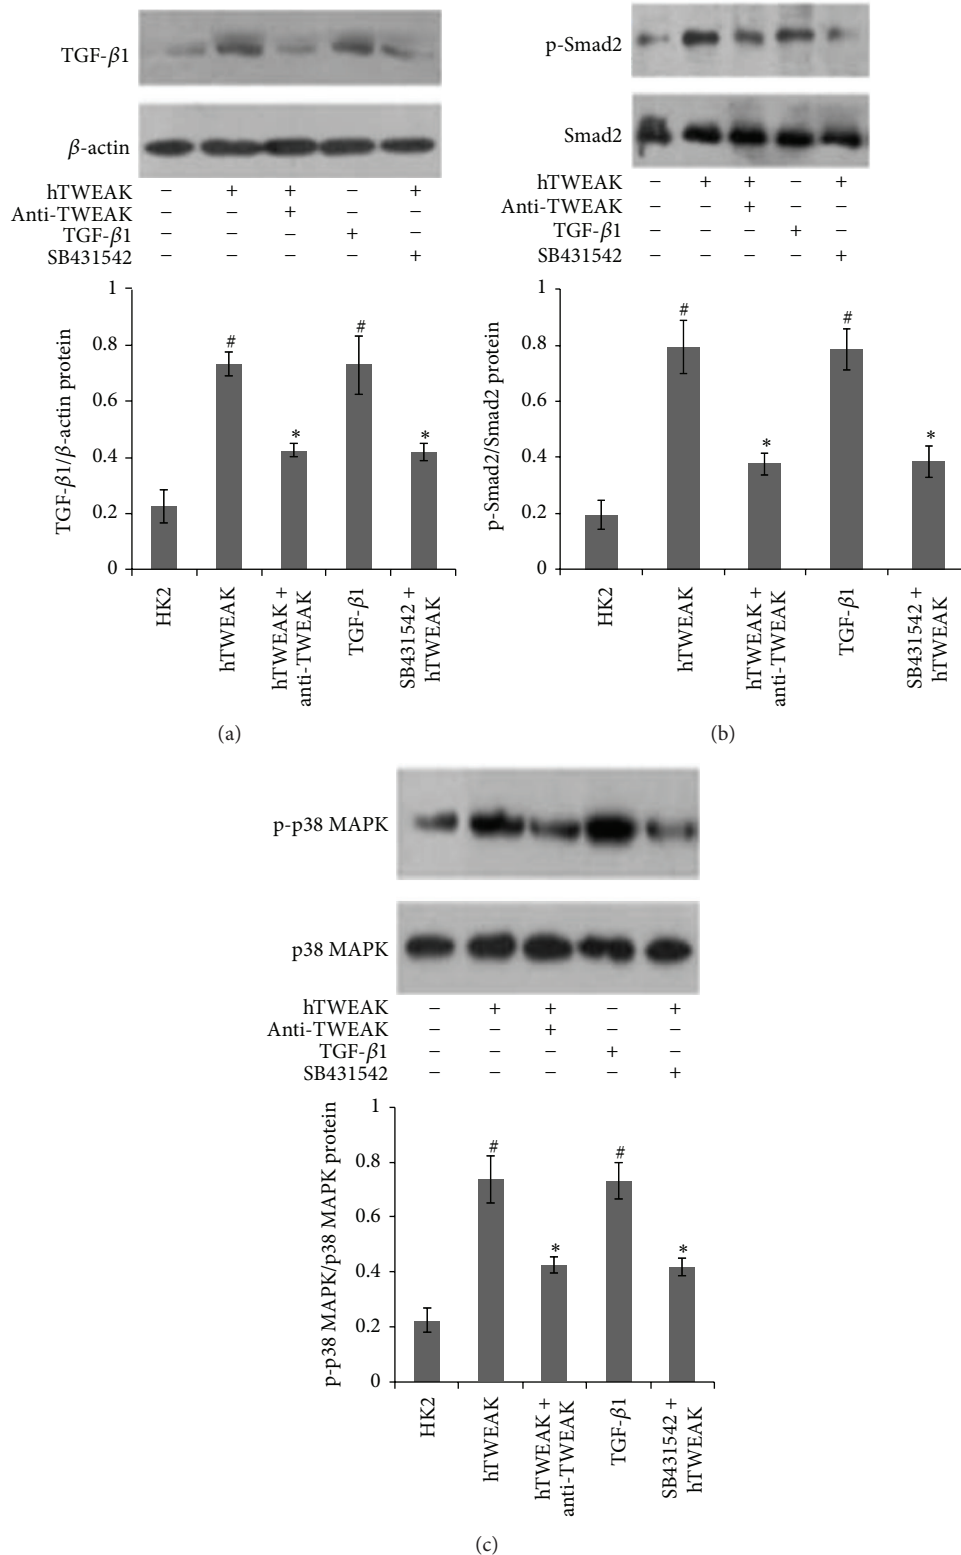 TGF-β1
β-actin
hTWEAK − + + − +
Anti-TWEAK − − + − −
TGF-β1 − − − + −
SB431542 − − − − +
TGF-β1/β-actin protein
1
0.8
0.6
0.4
0.2
0
# * # *
HK2
hTWEAK
hTWEAK +
anti-TWEAK
TGF-β1
SB431542 +
hTWEAK
(a)
p-Smad2
Smad2
hTWEAK − + + − +
Anti-TWEAK − − + − −
TGF-β1 − − − + −
SB431542 − − − − +
p-Smad2/Smad2 protein
1
0.8
0.6
0.4
0.2
0
# * # *
HK2
hTWEAK
hTWEAK +
anti-TWEAK
TGF-β1
SB431542 +
hTWEAK
(b)
p-p38 MAPK
p38 MAPK
hTWEAK − + + − +
Anti-TWEAK − − + − −
TGF-β1 − − − + −
SB431542 − − − − +
p-p38 MAPK/p38 MAPK protein
1
0.8
0.6
0.4
0.2
0
# * # *
HK2
hTWEAK
hTWEAK +
anti-TWEAK
TGF-β1
SB431542 +
hTWEAK
(c)